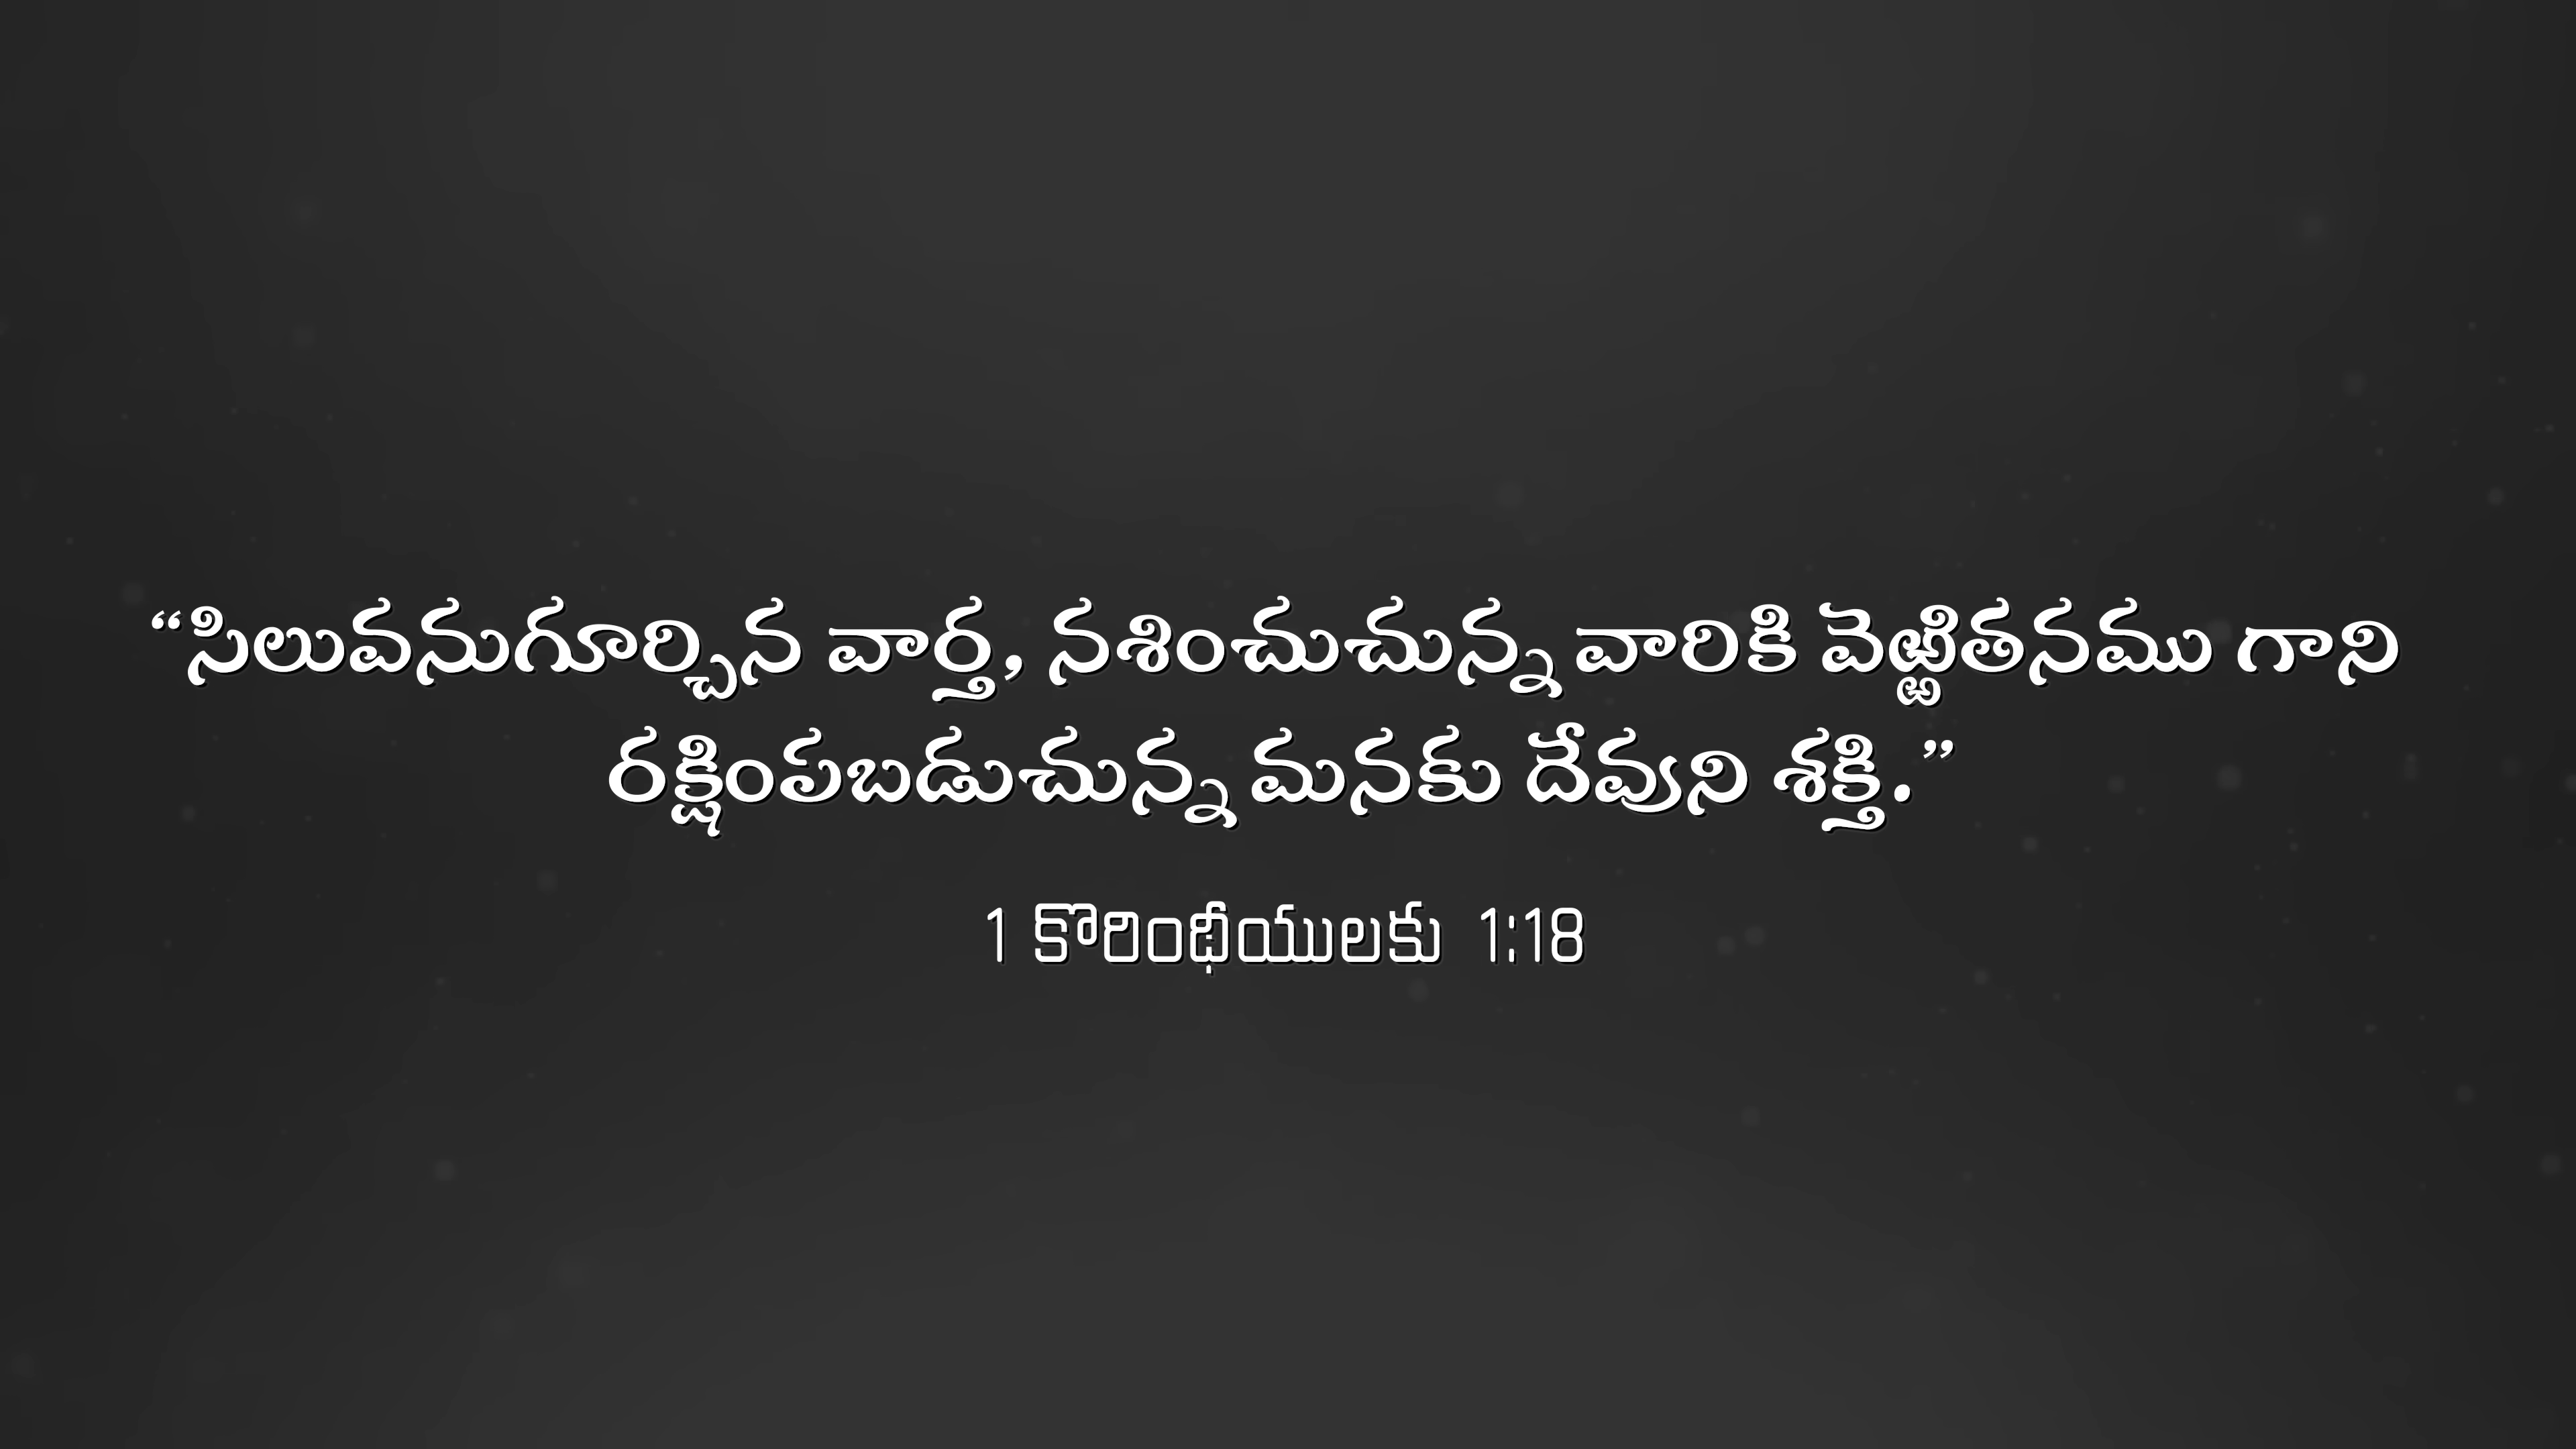 “సిలువనుగూర్చిన వార్త, నశించుచున్న వారికి వెఱ్ఱితనము గాని
రక్షింపబడుచున్న మనకు దేవుని శక్తి.”
1 కొరింథీయులకు 1:18